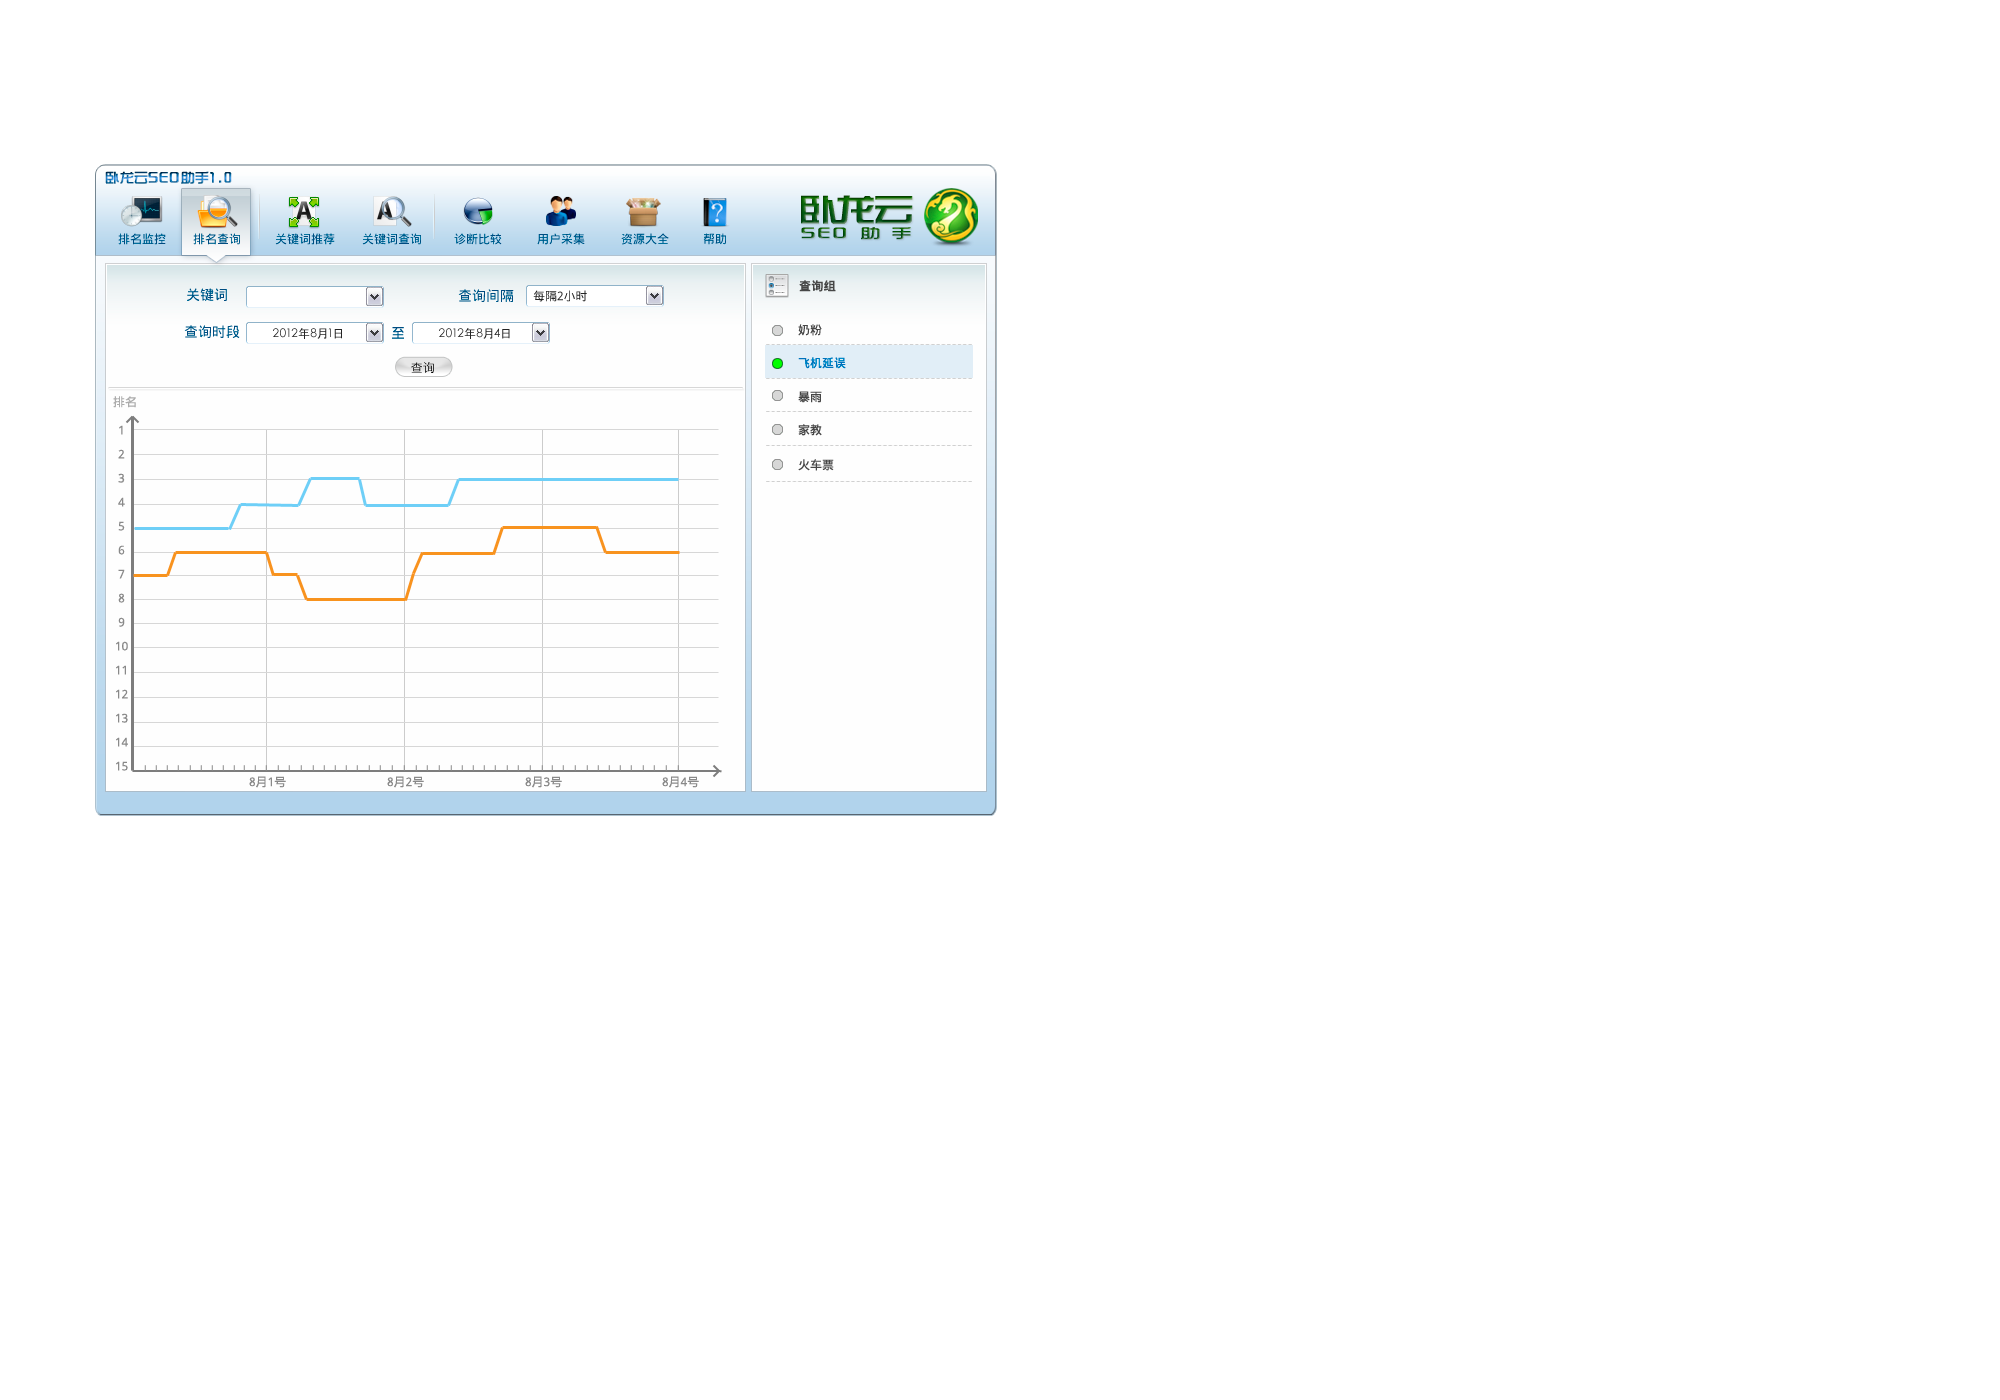 卧龙云SEO助手1.0
排名监控
排名查询
关键词推荐
关键词查询
诊断比较
用户采集
资源大全
帮助
卧龙云
SEO 助 手
关键词
查询间隔
每隔2小时
查询时段
2012年8月1日
至
2012年8月4日
查询
排名
1
2
3
4
5
6
7
8
9
10
11
12
13
14
15
8月1号
8月2号
8月3号
8月4号
查询组
奶粉
飞机延误
暴雨
家教
火车票